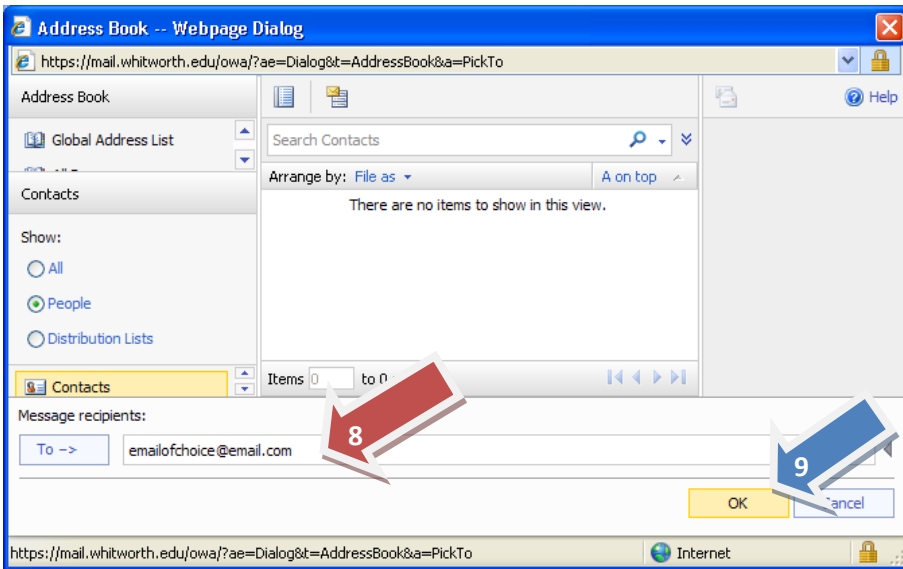 Address Book -- Webpage Dialog
https://mail.whitworth.edu/owa/?ae=Dialog&t=AddressBook&a=PickTo
Address Book
Help
Global Address List
Search Contacts
Arrange by: File as
A on top
Contacts
There are no items to show in this view.
Show:
All
People
Distribution Lists
Contacts
Items 0 to 0
Message recipients:
To -> emailofchoice@email.com
8
9
OK
https://mail.whitworth.edu/owa/?ae=Dialog&t=AddressBook&a=PickTo
Internet